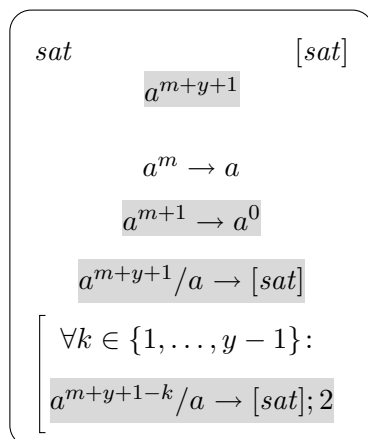 sat [sat]
a^{m+y+1}
a^m → a
a^{m+1} → a^0
a^{m+y+1}/a → [sat]
∀k ∈ {1, . . . , y − 1}:
a^{m+y+1−k}/a → [sat]; 2